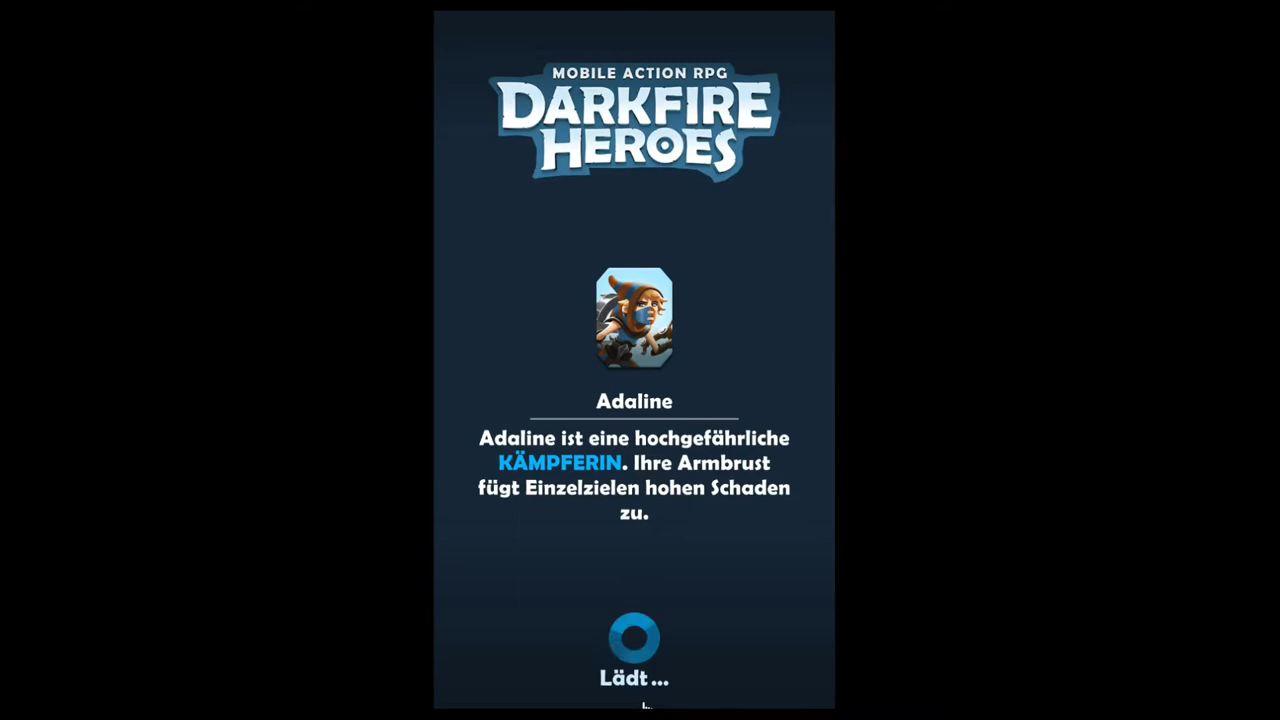 MOBILE ACTION RPG
DARKFIRE
HEROES
Adaline
Adaline ist eine hochgefährliche
KÄMPFERIN. Ihre Armbrust
fügt Einzelzielen hohen Schaden
zu.
Lädt ...